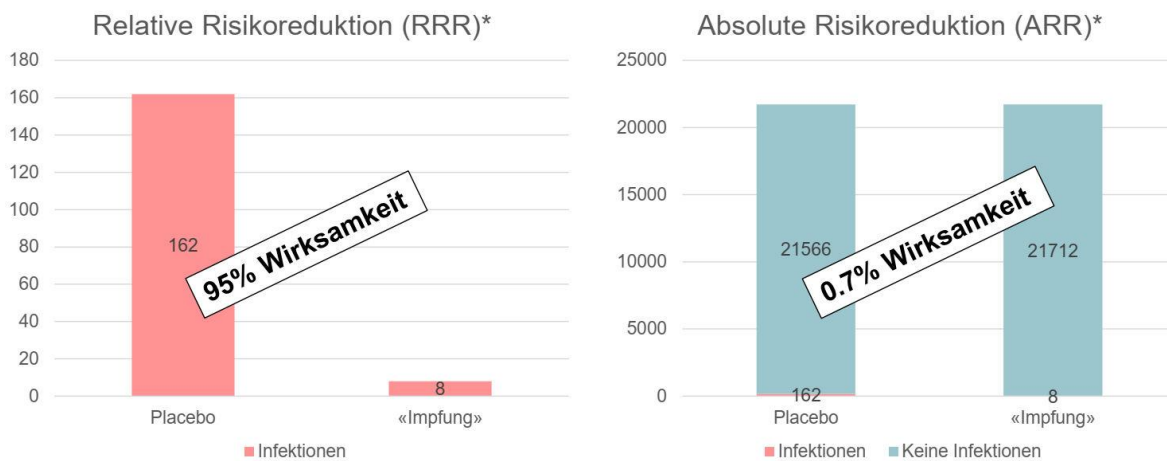 Relative Risikoreduktion (RRR)*
180
160
140
120
100
80
60
40
20
0
162
8
95% Wirksamkeit
Placebo
«Impfung»
Infektionen
Absolute Risikoreduktion (ARR)*
25000
20000
15000
10000
5000
0
21566
21712
162
8
0.7% Wirksamkeit
Placebo
«Impfung»
Infektionen Keine Infektionen